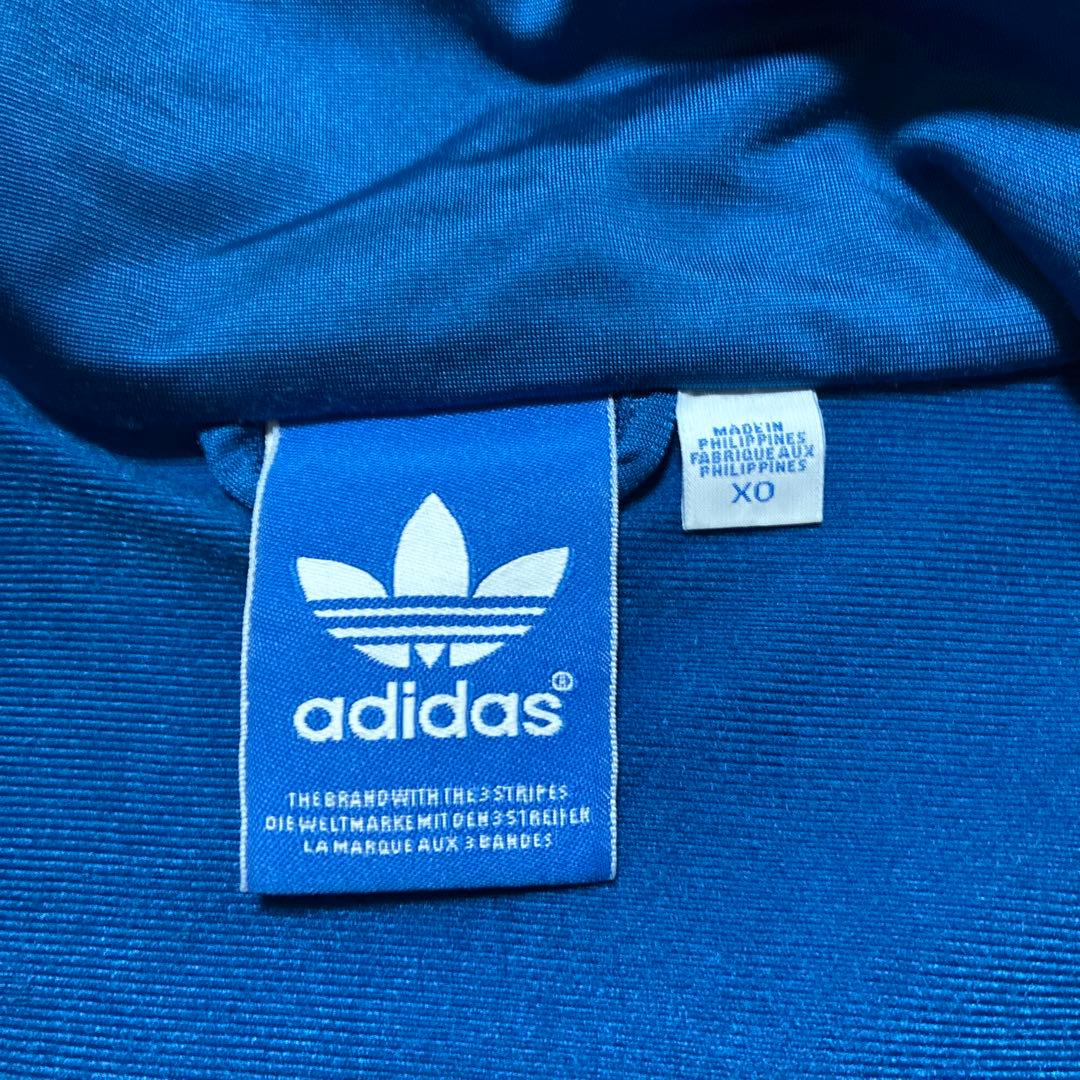 adidas®
THE BRAND WITH THE 3 STRIPES
DIE WELTMARKE MIT DEN 3 STREIFEN
LA MARQUE AUX 3 BANDES
MADE IN
PHILIPPINES
FABRIQUE AUX
PHILIPPINES
XO